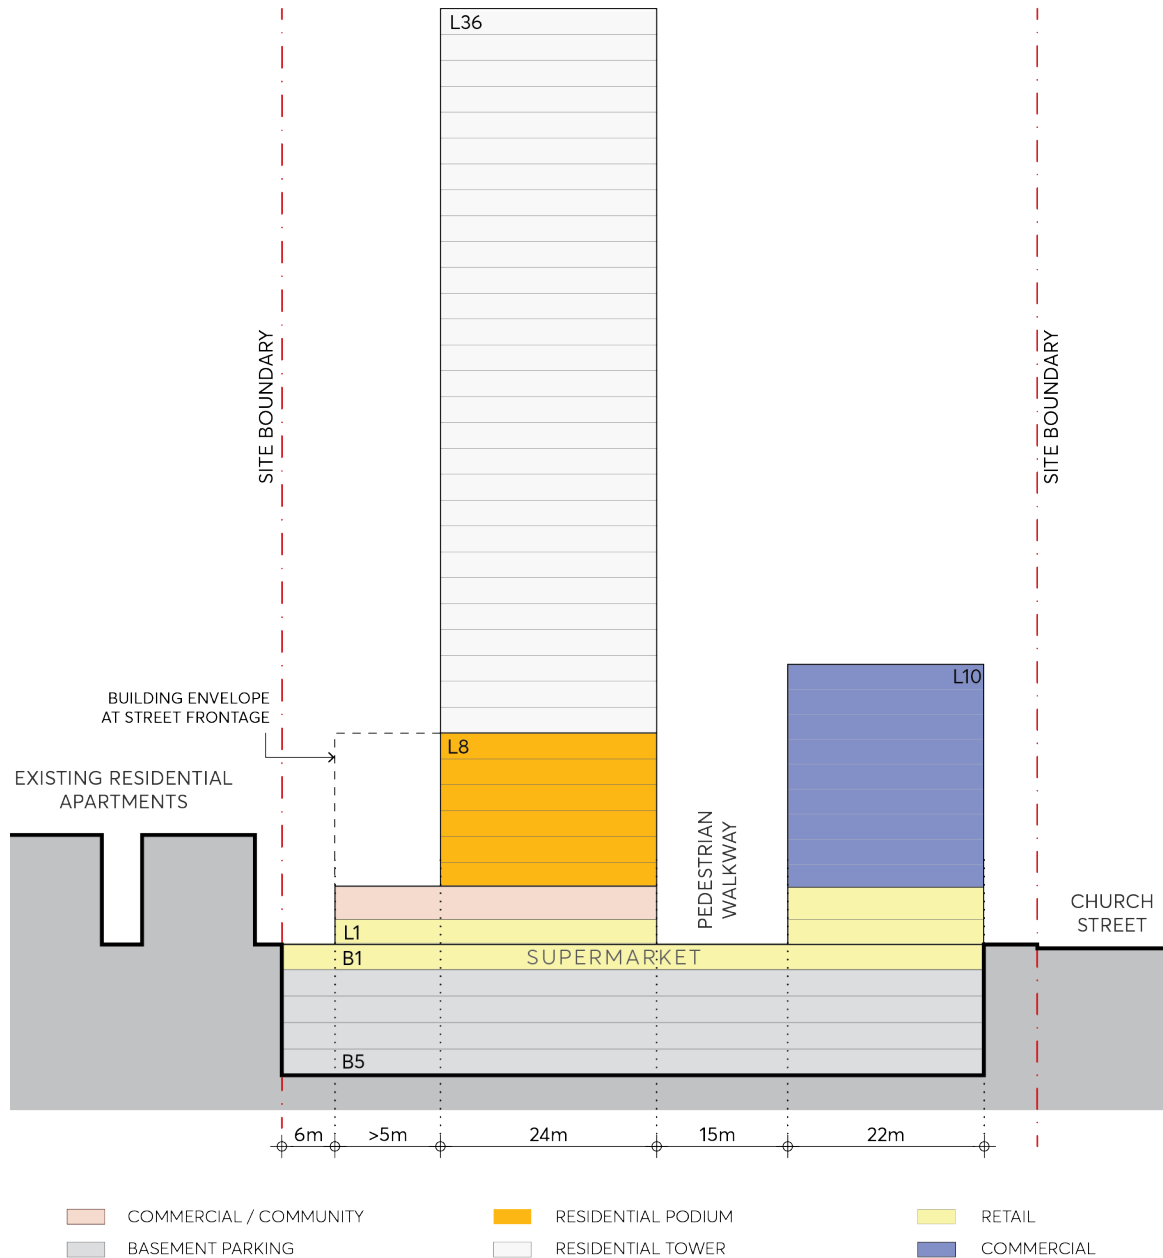 L36
SITE BOUNDARY
SITE BOUNDARY
L10
BUILDING ENVELOPE
AT STREET FRONTAGE
L8
EXISTING RESIDENTIAL
APARTMENTS
PEDESTRIAN
WALKWAY
CHURCH
STREET
L1
B1
SUPERMARKET
B5
6m
>5m
24m
15m
22m
COMMERCIAL / COMMUNITY
RESIDENTIAL PODIUM
RETAIL
BASEMENT PARKING
RESIDENTIAL TOWER
COMMERCIAL